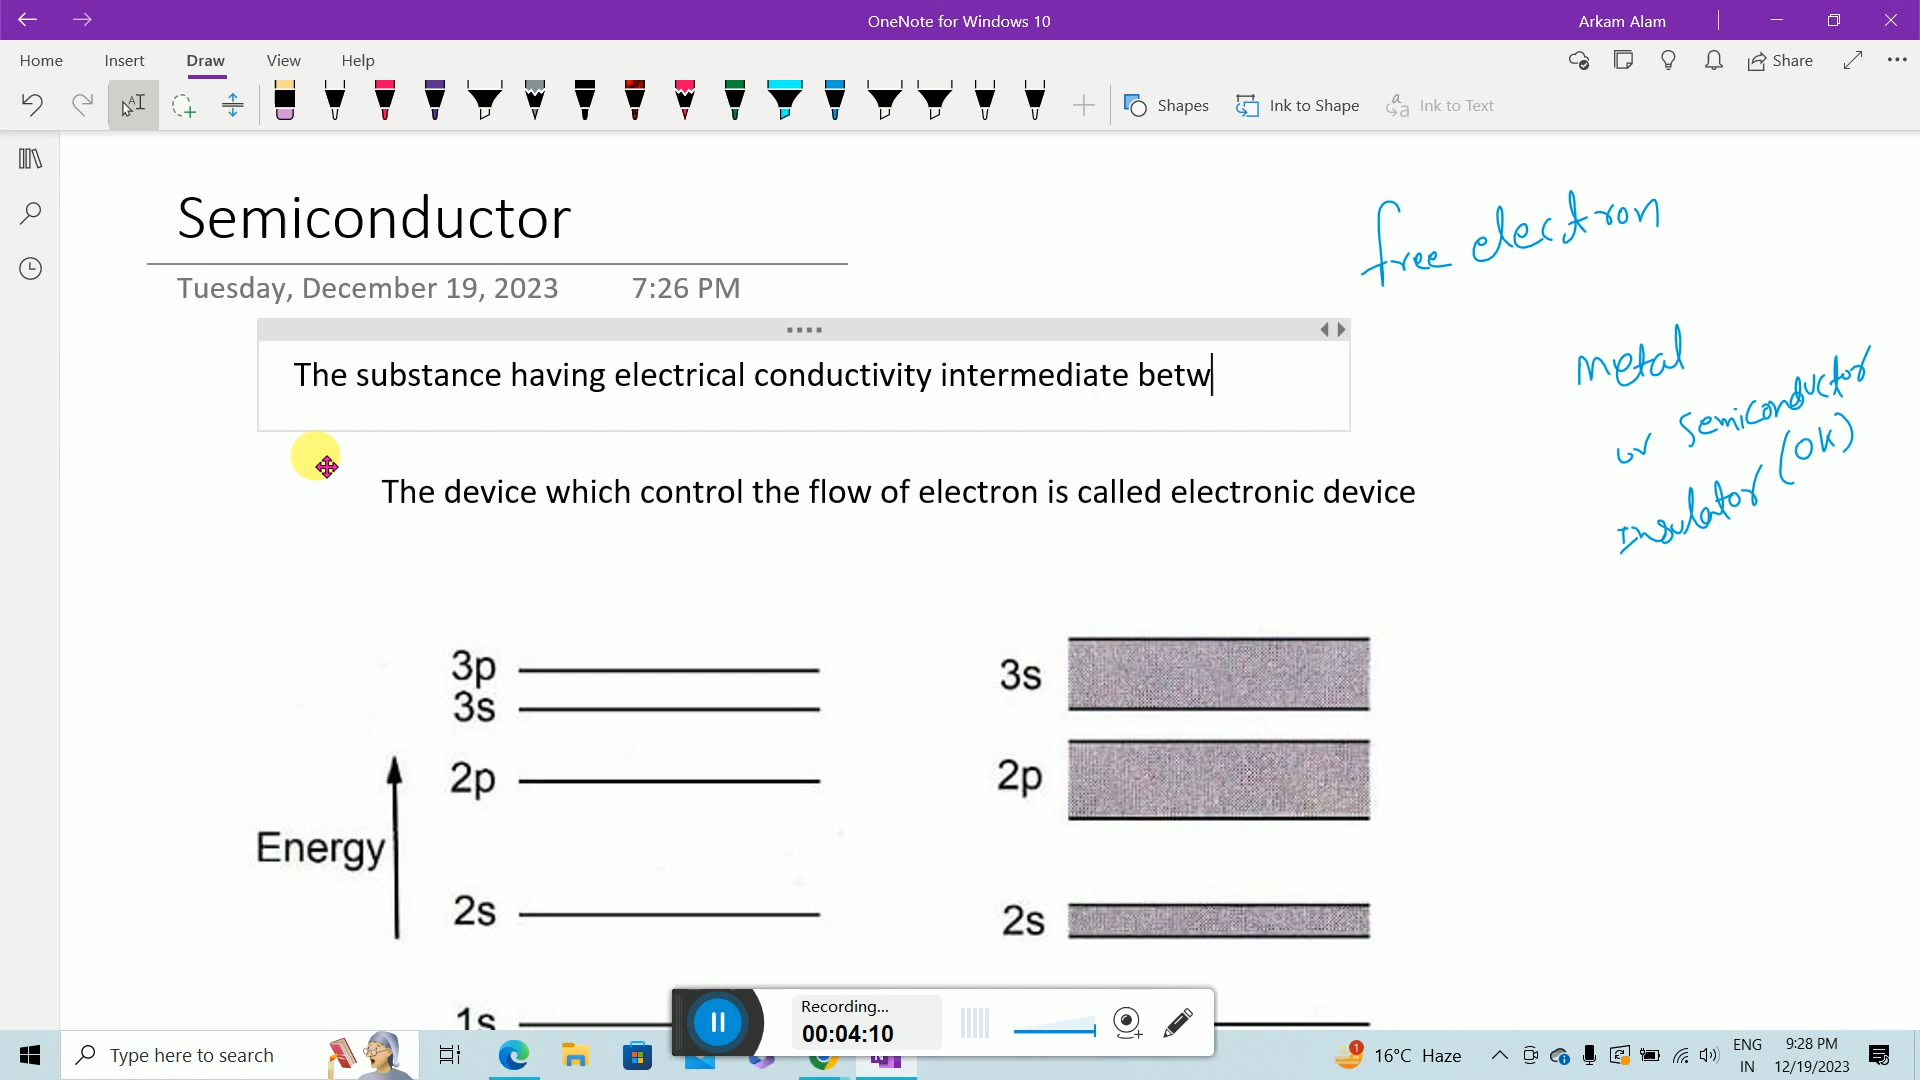 OneNote for Windows 10
Arkam Alam
Home Insert Draw View Help
Share
Shapes
Ink to Shape
Ink to Text
Semiconductor
Tuesday, December 19, 2023 7:26 PM
free electron
The substance having electrical conductivity intermediate betw
Metal
or Semiconductor
Insulator (OK)
The device which control the flow of electron is called electronic device
3p
3s
2p
Energy
2s
1s
3s
2p
2s
Recording...
00:04:10
Type here to search
1
16°C Haze
ENG
IN
9:28 PM
12/19/2023